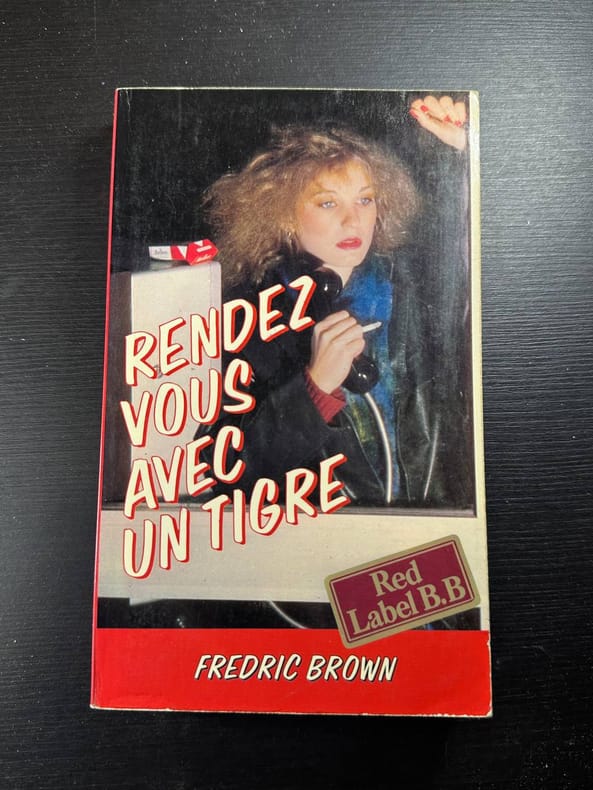 RENDEZ
VOUS
AVEC
UN TIGRE
Red
Label B.B
FREDRIC BROWN